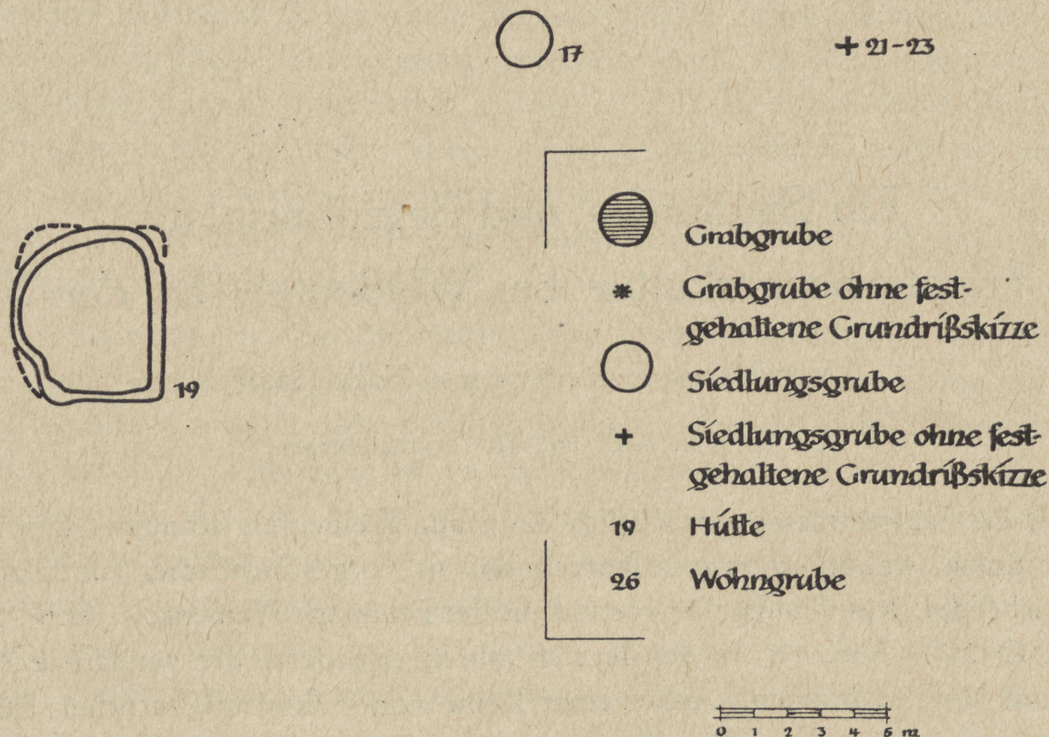 17
+ 21-23
Grabgrube
* Grabgrube ohne fest-
gehaltene Grundrißskizze
Siedlungsgrube
+ Siedlungsgrube ohne fest-
gehaltene Grundrißskizze
19
19 Hütte
26 Wohngrube
0 1 2 3 4 5 m